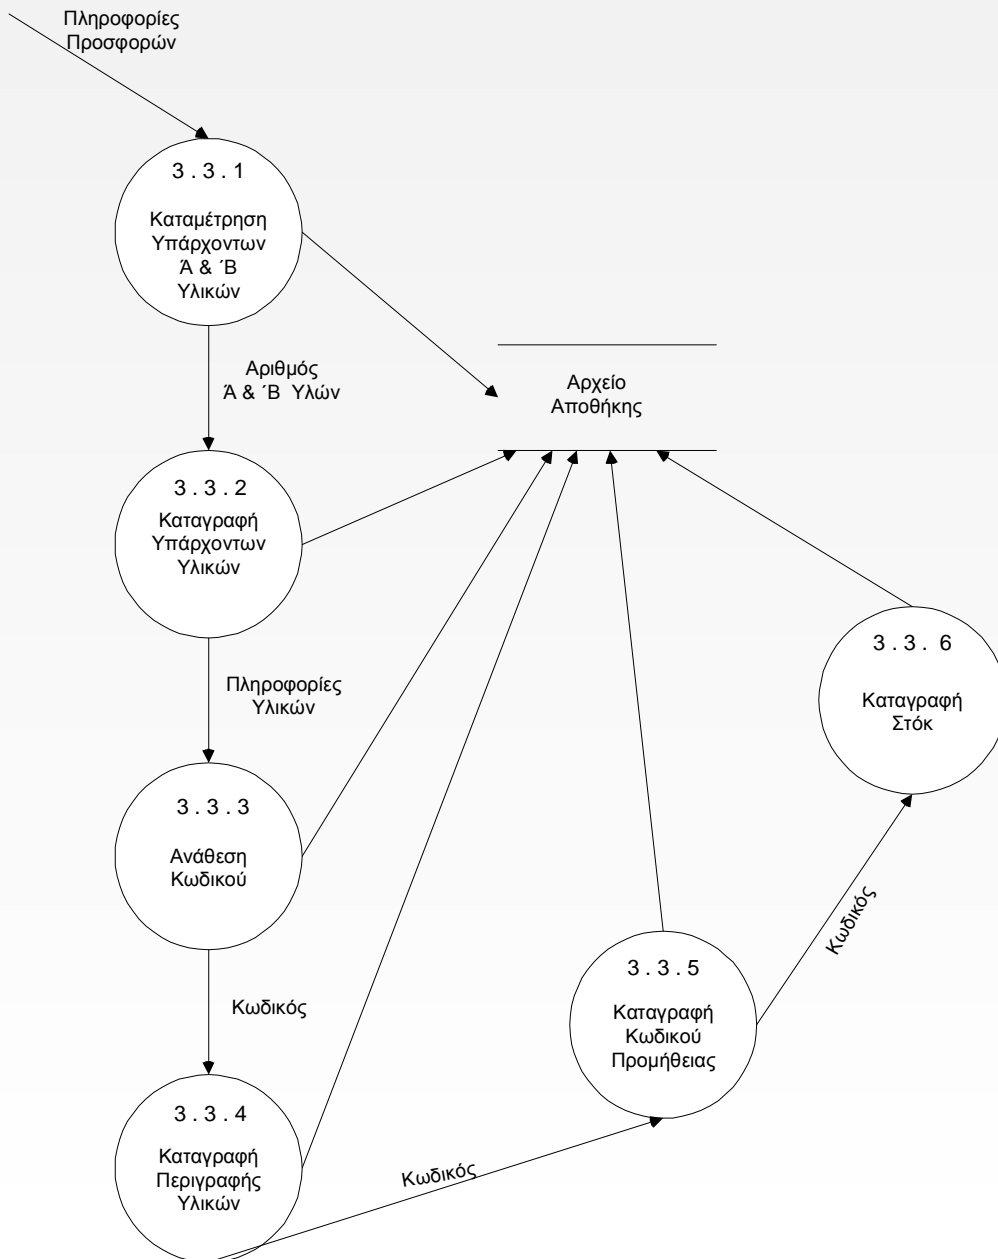 Πληροφορίες
Προσφορών
3.3.1
Καταμέτρηση
Υπάρχοντων
Ά & ΄Β
Υλικών
Αριθμός
Ά & ΄Β Υλών
Αρχείο
Αποθήκης
3.3.2
Καταγραφή
Υπάρχοντων
Υλικών
Πληροφορίες
Υλικών
3.3.6
Καταγραφή
Στόκ
3.3.3
Ανάθεση
Κωδικού
Κωδικός
3.3.5
Καταγραφή
Κωδικού
Προμήθειας
Κωδικός
3.3.4
Καταγραφή
Περιγραφής
Υλικών
Κωδικός